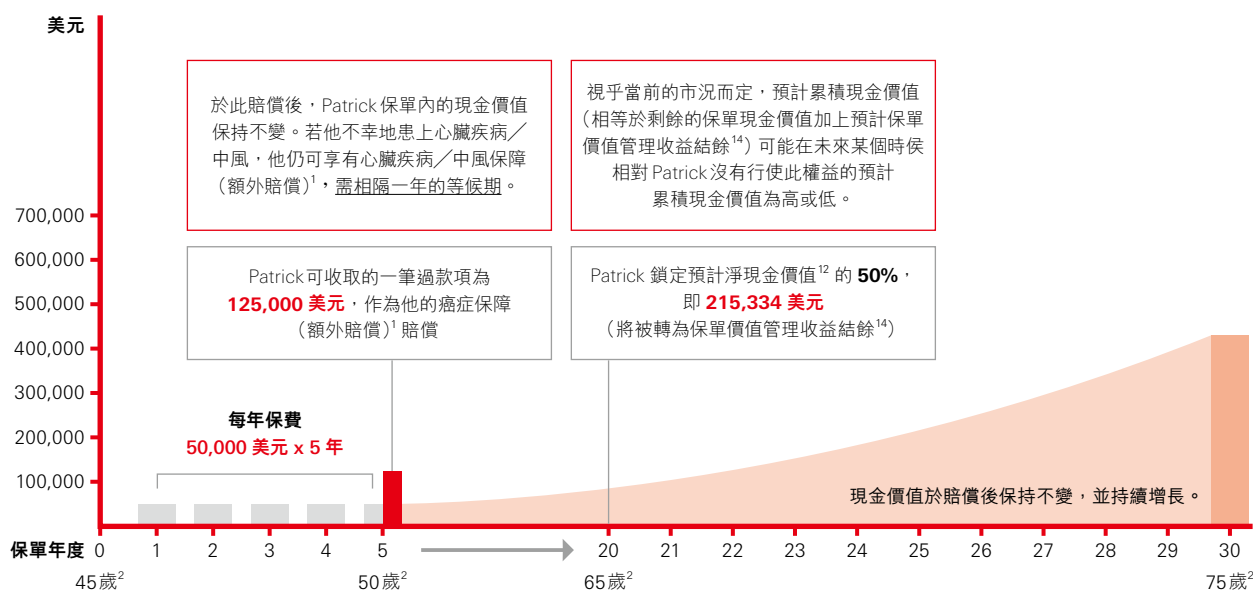 美元
於此賠償後，Patrick 保單內的現金價值
保持不變。若他不幸地患上心臟疾病／
中風，他仍可享有心臟疾病／中風保障
（額外賠償）¹，需相隔一年的等候期。
視乎當前的市況而定，預計累積現金價值
（相等於剩餘的保單現金價值加上預計保單
價值管理收益結餘¹⁴）可能在未來某個時侯
相對 Patrick 沒有行使此權益的預計
累積現金價值為高或低。
Patrick 可收取的一筆過款項為
125,000 美元，作為他的癌症保障
（額外賠償）¹ 賠償
Patrick 鎖定預計淨現金價值¹² 的 50%，
即 215,334 美元
（將被轉為保單價值管理收益結餘¹⁴）
700,000
600,000
500,000
400,000
300,000
200,000
100,000
每年保費
50,000 美元 x 5 年
現金價值於賠償後保持不變，並持續增長。
保單年度 0 1 2 3 4 5 20 21 22 23 24 25 26 27 28 29 30
45歲² 50歲² 65歲² 75歲²